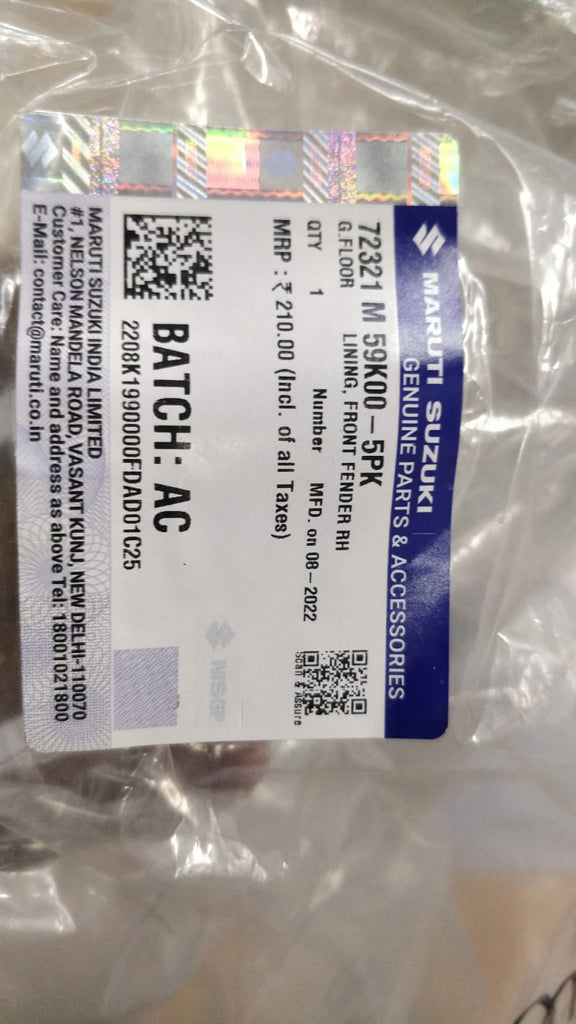 MARUTI SUZUKI
GENUINE PARTS & ACCESSORIES
72321 M 59K00-5PK
G.FLOOR LINING, FRONT FENDER RH
QTY 1 Number MFD. on 08-2022
MRP : ₹ 210.00 (Incl. of all Taxes)
Scan & Assure
MSGP
BATCH: AC
2208K1990000FDAD01C25
MARUTI SUZUKI INDIA LIMITED
#1, NELSON MANDELA ROAD, VASANT KUNJ, NEW DELHI-110070
Customer Care: Name and address as above Tel: 18001021800
E-Mail: contact@maruti.co.in